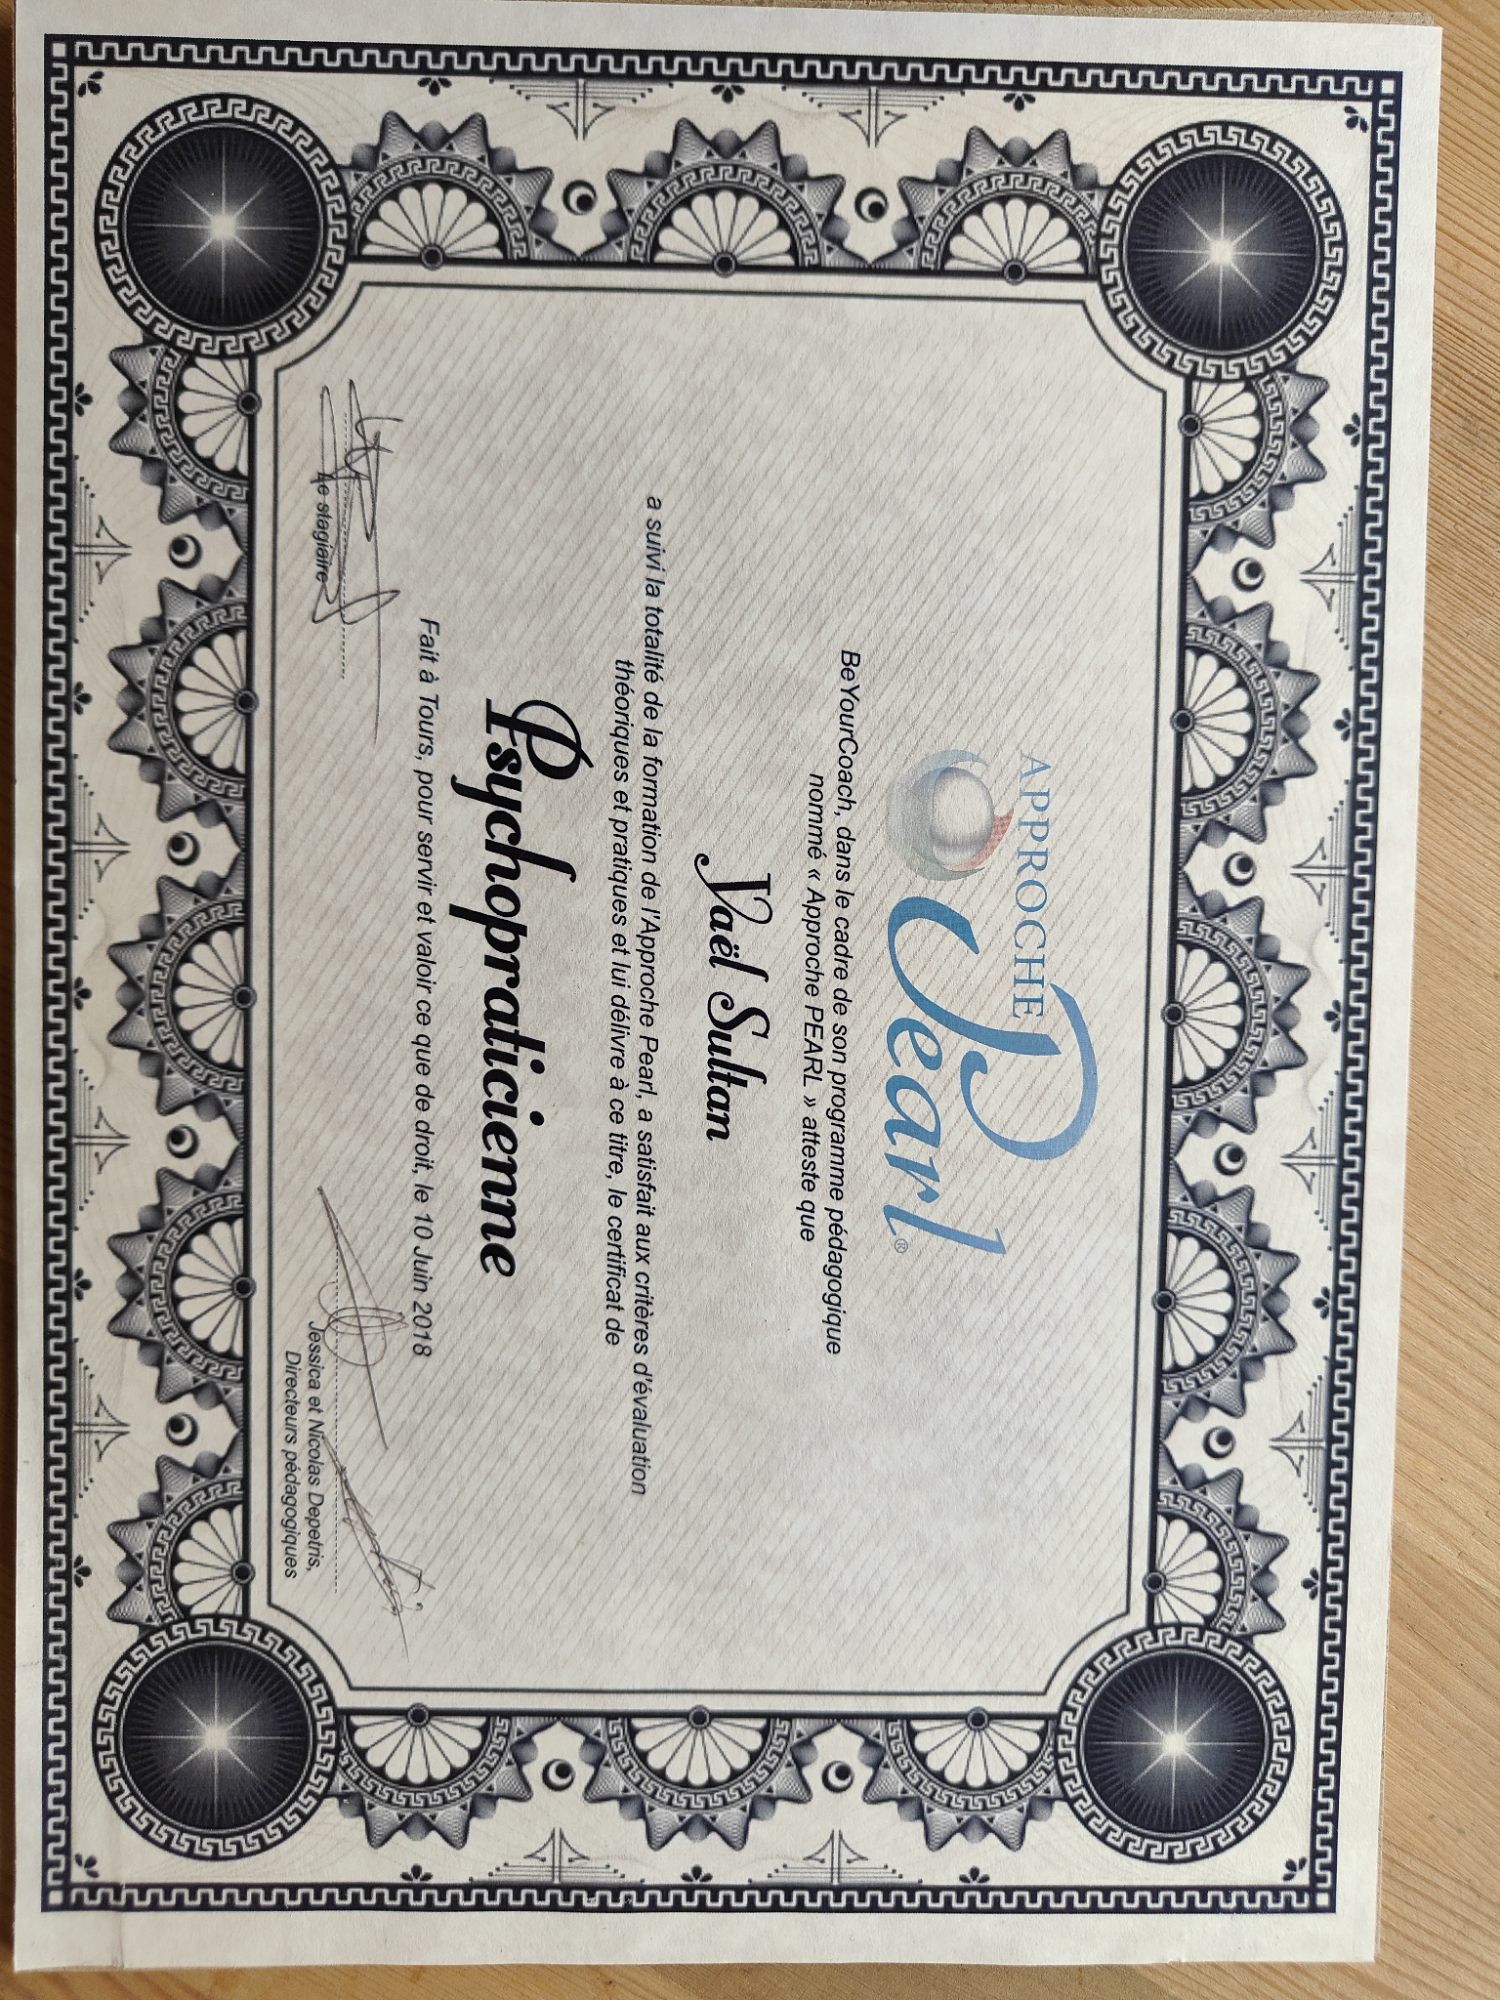 APPROCHE
Pearl®
BeYourCoach, dans le cadre de son programme pédagogique
nommé « Approche PEARL » atteste que
Yaël Sultan
a suivi la totalité de la formation de l'Approche Pearl, a satisfait aux critères d'évaluation
théoriques et pratiques et lui délivre à ce titre, le certificat de
Psychopraticienne
Fait à Tours, pour servir et valoir ce que de droit, le 10 Juin 2018
Le stagiaire
Jessica et Nicolas Depetris,
Directeurs pédagogiques